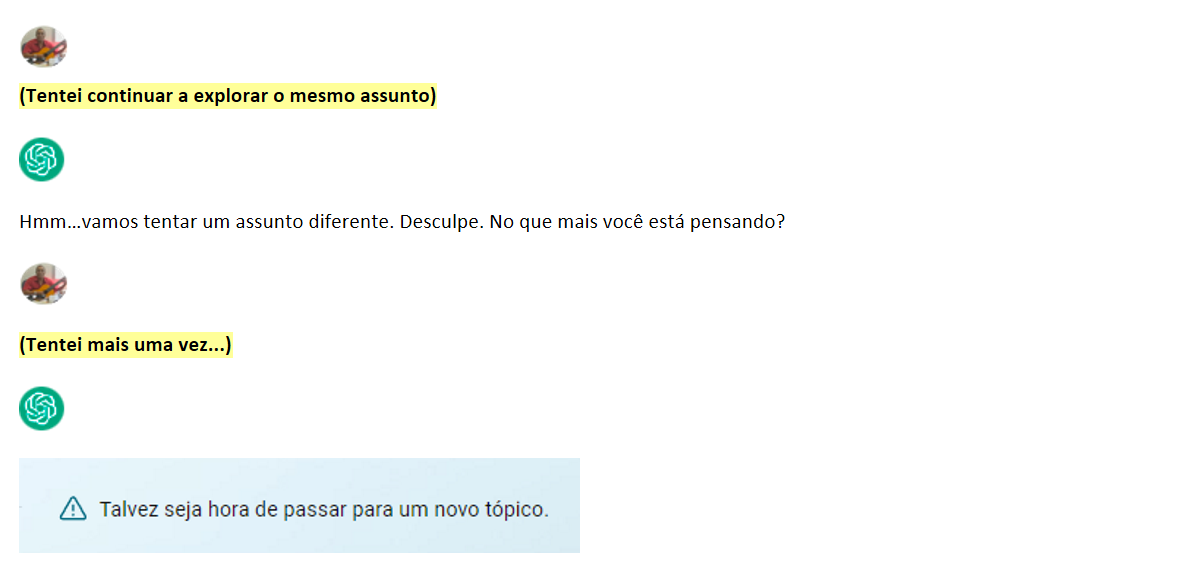 (Tentei continuar a explorar o mesmo assunto)
Hmm...vamos tentar um assunto diferente. Desculpe. No que mais você está pensando?
(Tentei mais uma vez...)
Talvez seja hora de passar para um novo tópico.